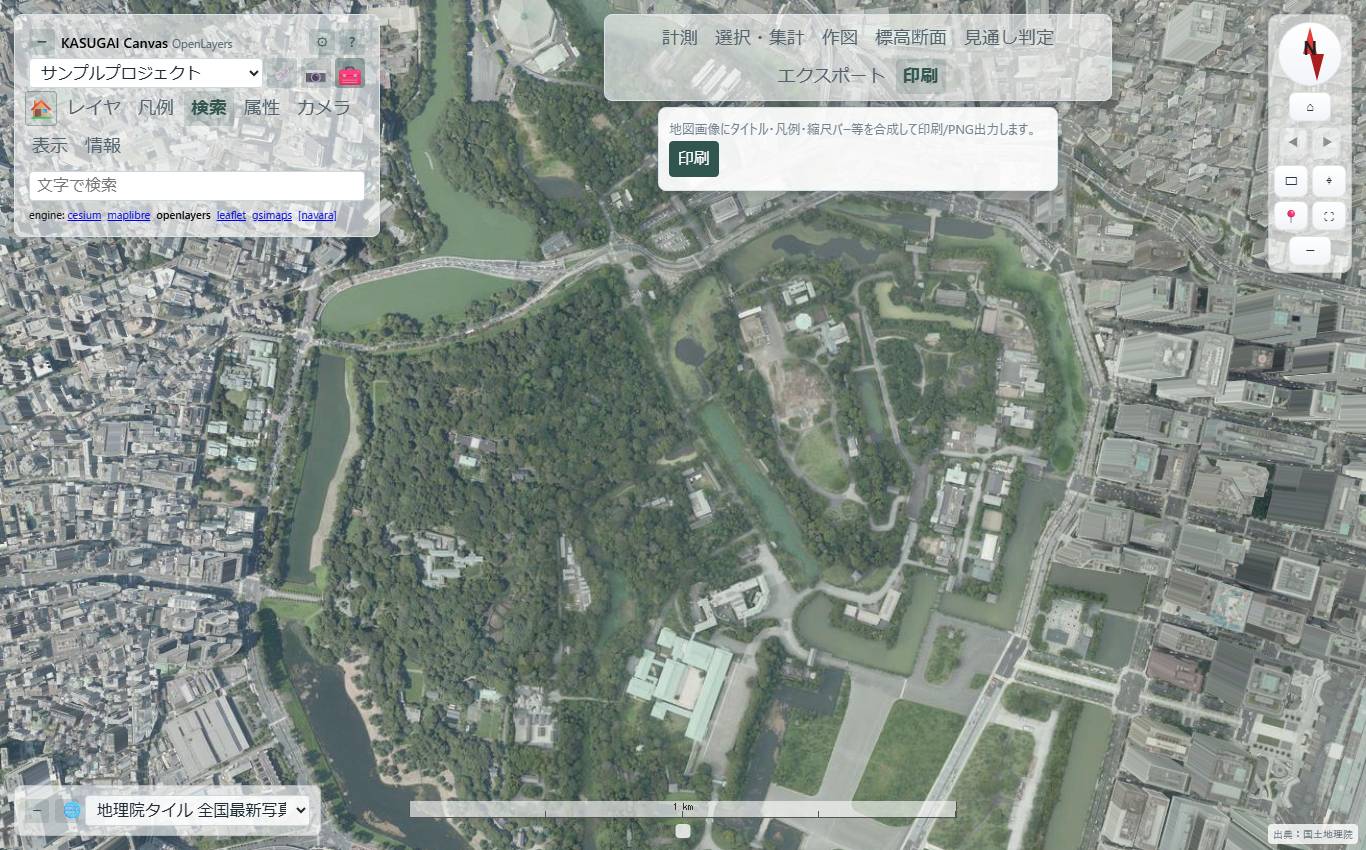 KASUGAI Canvas OpenLayers
サンプルプロジェクト
レイヤ 凡例 検索 属性 カメラ
表示 情報
文字で検索
engine: cesium maplibre openlayers leaflet gsimaps [navara]
計測 選択・集計 作図 標高断面 見通し判定
エクスポート 印刷
地図画像にタイトル・凡例・縮尺バー等を合成して印刷/PNG出力します。
印刷
N
地理院タイル 全国最新写真
1 km
出典：国土地理院